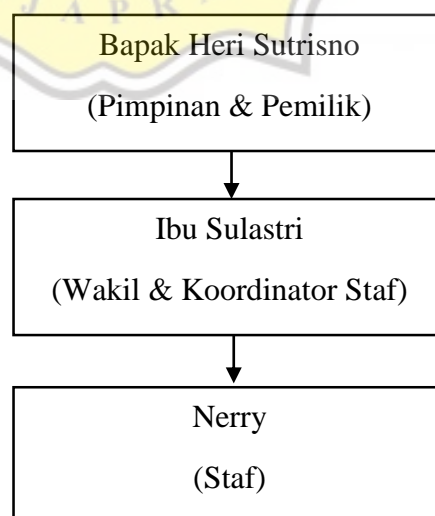 J A P R
Bapak Heri Sutrisno
(Pimpinan & Pemilik)
Ibu Sulastri
(Wakil & Koordinator Staf)
Nerry
(Staf)